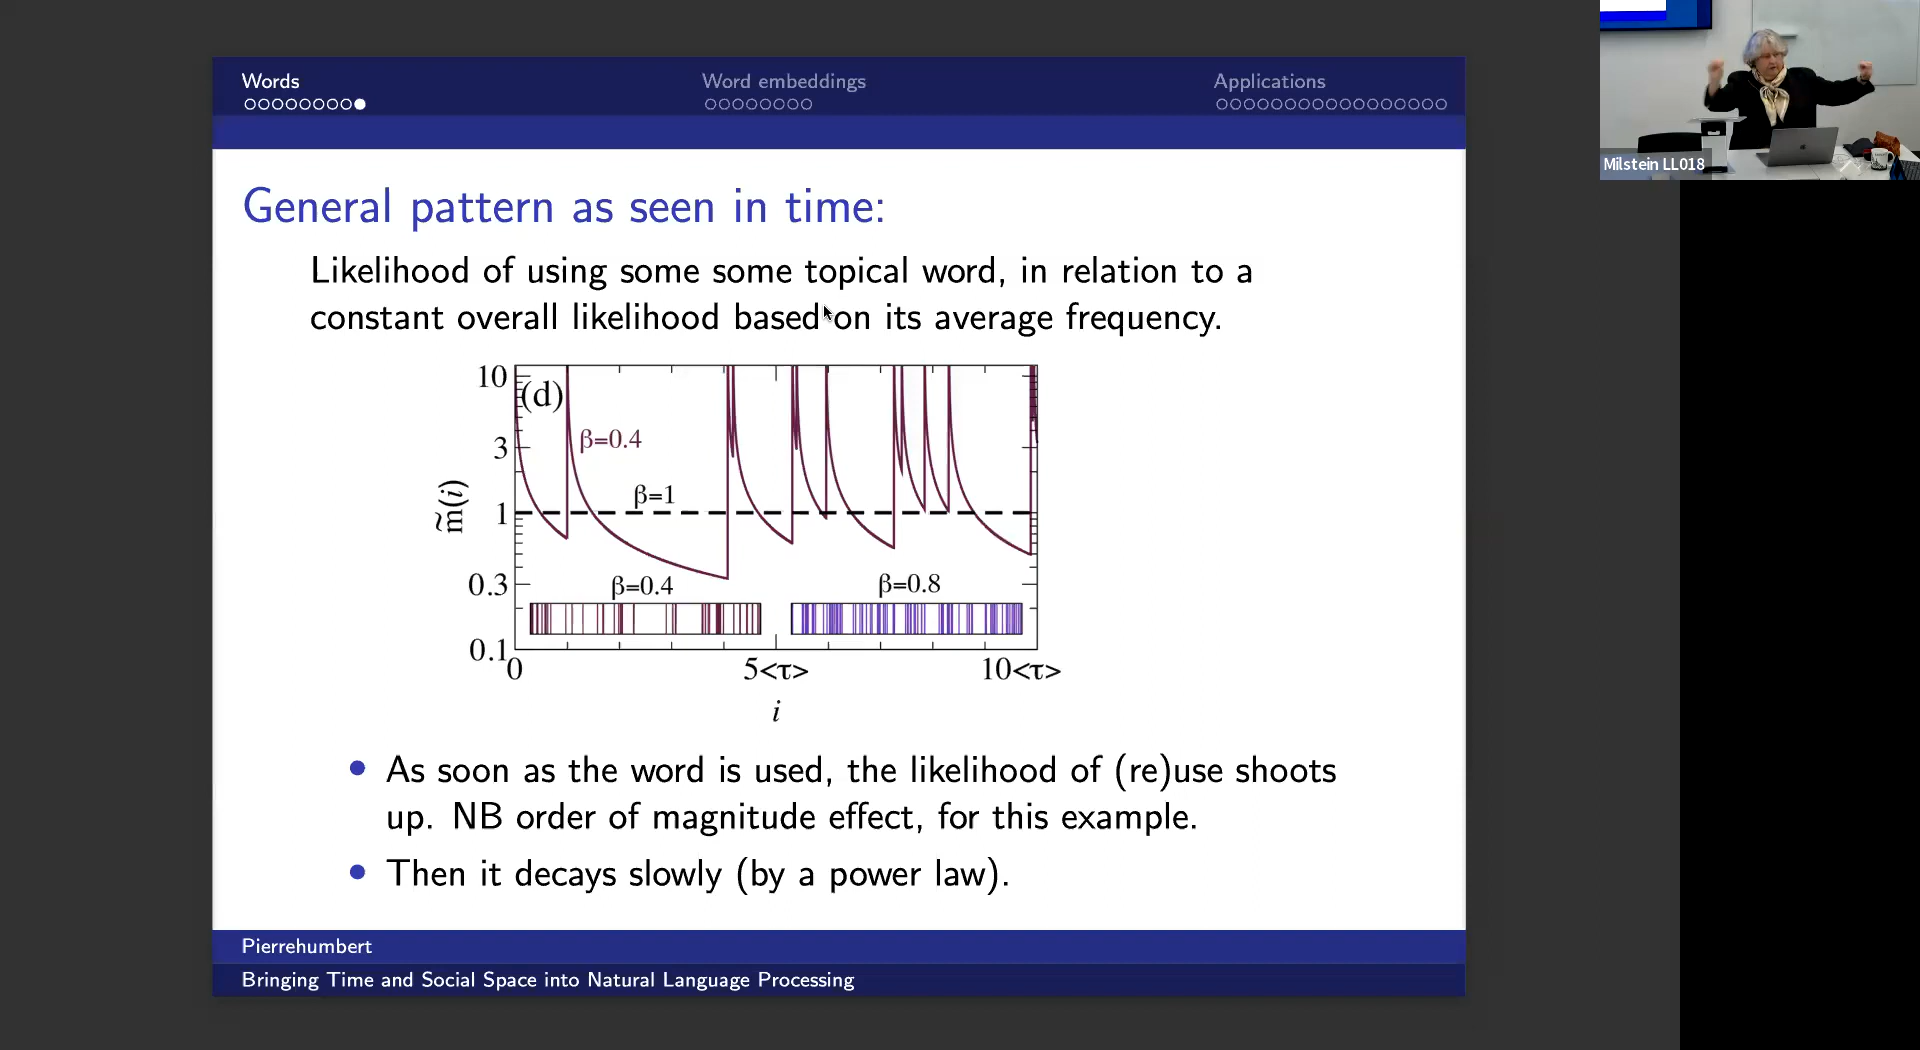 Words
Word embeddings
Applications
Milstein LL018
General pattern as seen in time:
Likelihood of using some some topical word, in relation to a
constant overall likelihood based on its average frequency.
10
(d)
β=0.4
3
β=1
m̃(i)
1
0.3
β=0.4
β=0.8
0.1
0
5<τ>
10<τ>
i
• As soon as the word is used, the likelihood of (re)use shoots
up. NB order of magnitude effect, for this example.
• Then it decays slowly (by a power law).
Pierrehumbert
Bringing Time and Social Space into Natural Language Processing